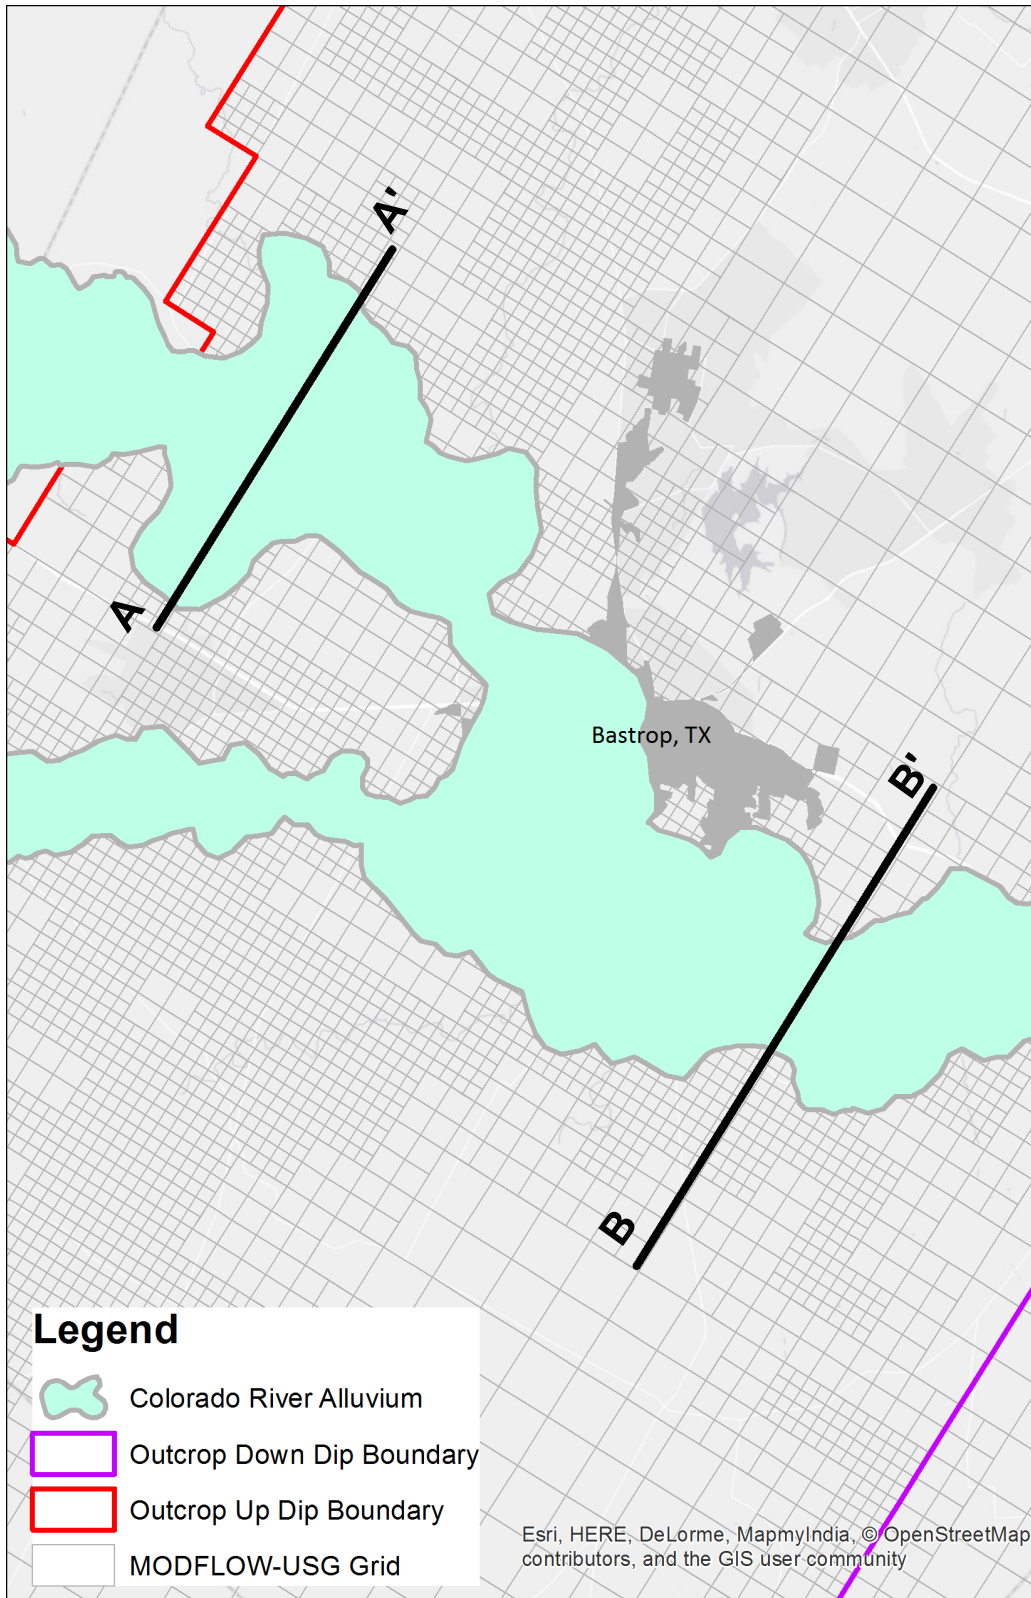 A'
A
Bastrop, TX
B'
B
Legend
Colorado River Alluvium
Outcrop Down Dip Boundary
Outcrop Up Dip Boundary
MODFLOW-USG Grid
Esri, HERE, DeLorme, MapmyIndia, © OpenStreetMap
contributors, and the GIS user community